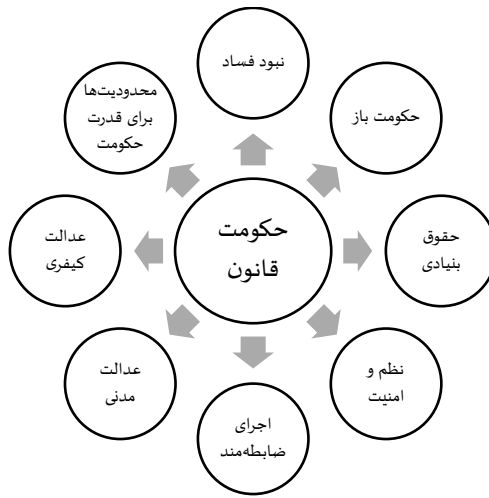 نبود فساد
حکومت باز
حقوق
بنیادی
نظم و
امنیت
اجرای
ضابطه‌مند
عدالت
مدنی
عدالت
کیفری
محدودیت‌ها
برای قدرت
حکومت
حکومت
قانون